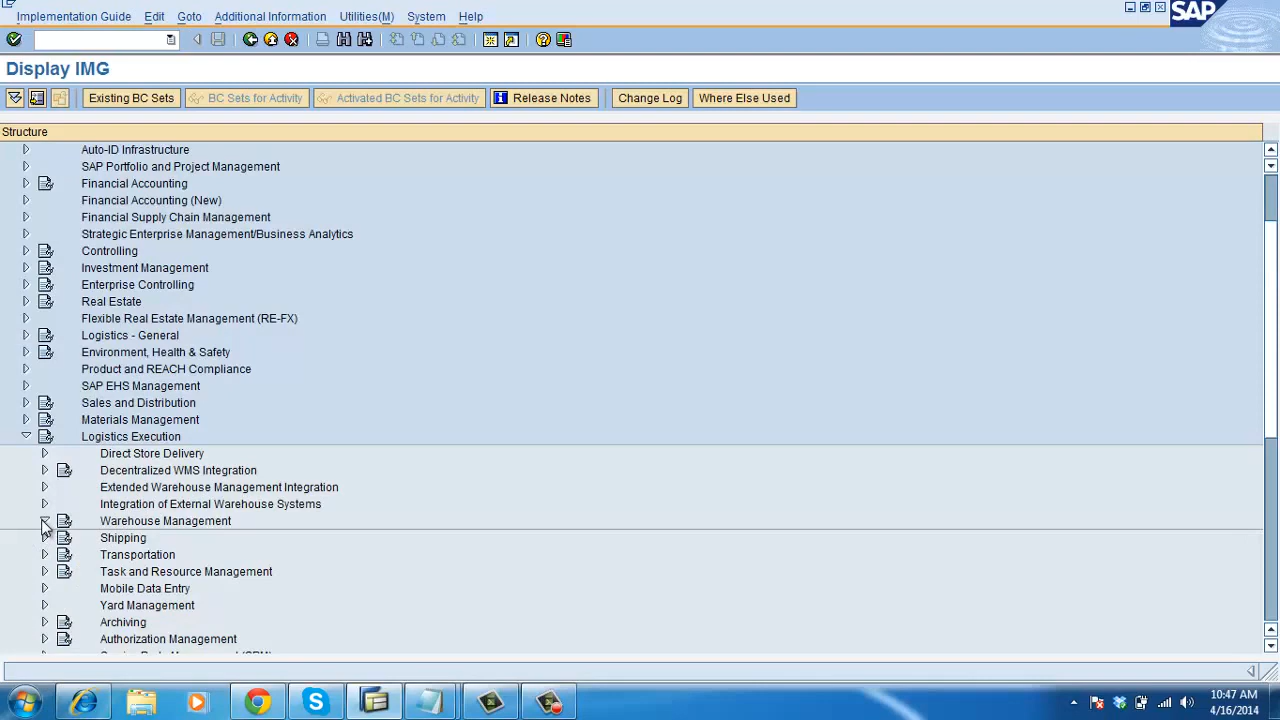 Implementation Guide Edit Goto Additional Information Utilities(M) System Help
SAP
Display IMG
Existing BC Sets BC Sets for Activity Activated BC Sets for Activity Release Notes Change Log Where Else Used
Structure
Auto-ID Infrastructure
SAP Portfolio and Project Management
Financial Accounting
Financial Accounting (New)
Financial Supply Chain Management
Strategic Enterprise Management/Business Analytics
Controlling
Investment Management
Enterprise Controlling
Real Estate
Flexible Real Estate Management (RE-FX)
Logistics - General
Environment, Health & Safety
Product and REACH Compliance
SAP EHS Management
Sales and Distribution
Materials Management
Logistics Execution
Direct Store Delivery
Decentralized WMS Integration
Extended Warehouse Management Integration
Integration of External Warehouse Systems
Warehouse Management
Shipping
Transportation
Task and Resource Management
Mobile Data Entry
Yard Management
Archiving
Authorization Management
10:47 AM
4/16/2014